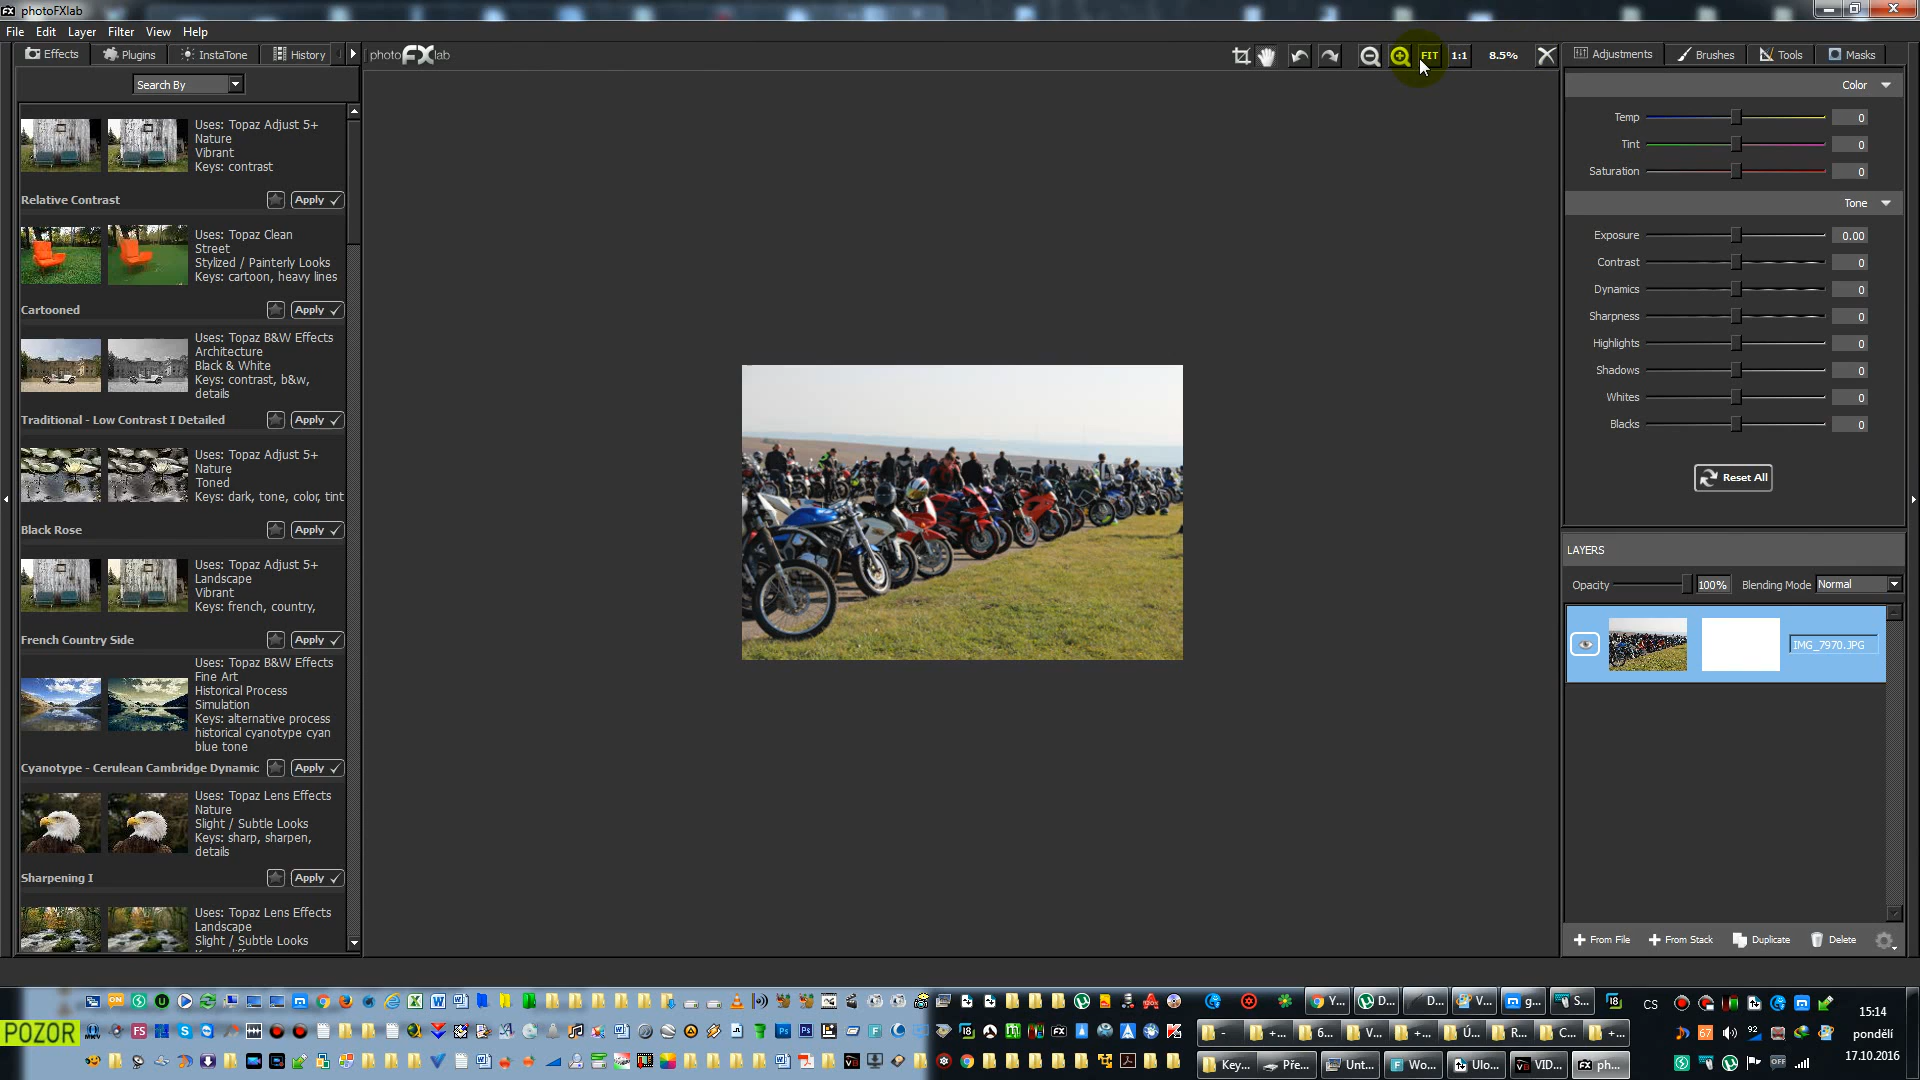 photoFXlab
File Edit Layer Filter View Help
Effects Plugins InstaTone History
photoFXlab
FIT 1:1 8.5%
Adjustments Brushes Tools Masks
Search By
Uses: Topaz Adjust 5+
Nature
Vibrant
Keys: contrast
Relative Contrast Apply
Uses: Topaz Clean
Street
Stylized / Painterly Looks
Keys: cartoon, heavy lines
Cartooned Apply
Uses: Topaz B&W Effects
Architecture
Black & White
Keys: contrast, b&w,
details
Traditional - Low Contrast I Detailed Apply
Uses: Topaz Adjust 5+
Nature
Toned
Keys: dark, tone, color, tint
Black Rose Apply
Uses: Topaz Adjust 5+
Landscape
Vibrant
Keys: french, country,
French Country Side Apply
Uses: Topaz B&W Effects
Fine Art
Historical Process
Simulation
Keys: alternative process
historical cyanotype cyan
blue tone
Cyanotype - Cerulean Cambridge Dynamic Apply
Uses: Topaz Lens Effects
Nature
Slight / Subtle Looks
Keys: sharp, sharpen,
details
Sharpening I Apply
Uses: Topaz Lens Effects
Landscape
Slight / Subtle Looks
Color
Temp 0
Tint 0
Saturation 0
Tone
Exposure 0.00
Contrast 0
Dynamics 0
Sharpness 0
Highlights 0
Shadows 0
Whites 0
Blacks 0
Reset All
LAYERS
Opacity 100% Blending Mode Normal
IMG_7970.JPG
From File From Stack Duplicate Delete
Y... D... D... V... g... S... CS
POZOR
- +... 6... V... +... Ú... R... C... +...
Key... Pře... Unt... Wo... Ulo... VID... ph...
15:14
pondělí
17.10.2016